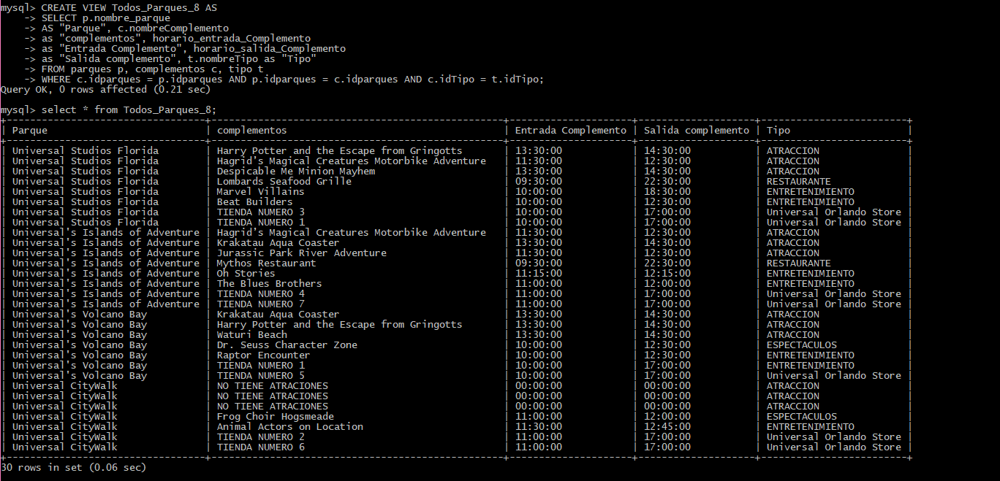 mysql> CREATE VIEW Todos_Parques_8 AS
    -> SELECT p.nombre_parque
    -> AS "Parque", c.nombreComplemento
    -> as "complementos", horario_entrada_Complemento
    -> as "Entrada Complemento", horario_salida_Complemento
    -> as "Salida complemento", t.nombreTipo as "Tipo"
    -> FROM parques p, complementos c, tipo t
    -> WHERE c.idparques = p.idparques AND p.idparques = c.idparques AND c.idTipo = t.idTipo;
Query OK, 0 rows affected (0.21 sec)
mysql> select * from Todos_Parques_8;
| Parque | complementos | Entrada Complemento | Salida complemento | Tipo |
| Universal Studios Florida | Harry Potter and the Escape from Gringotts | 13:30:00 | 14:30:00 | ATRACCION |
| Universal Studios Florida | Hagrid’s Magical Creatures Motorbike Adventure | 11:30:00 | 12:30:00 | ATRACCION |
| Universal Studios Florida | Despicable Me Minion Mayhem | 13:30:00 | 14:30:00 | ATRACCION |
| Universal Studios Florida | Lombards Seafood Grille | 09:30:00 | 22:30:00 | RESTAURANTE |
| Universal Studios Florida | Marvel Villains | 10:00:00 | 18:30:00 | ENTRETENIMIENTO |
| Universal Studios Florida | Beat Builders | 10:00:00 | 12:30:00 | ENTRETENIMIENTO |
| Universal Studios Florida | TIENDA NUMERO 3 | 10:00:00 | 17:00:00 | Universal Orlando Store |
| Universal Studios Florida | TIENDA NUMERO 1 | 10:00:00 | 17:00:00 | Universal Orlando Store |
| Universal's Islands of Adventure | Hagrid’s Magical Creatures Motorbike Adventure | 11:30:00 | 12:30:00 | ATRACCION |
| Universal's Islands of Adventure | Krakatau Aqua Coaster | 13:30:00 | 14:30:00 | ATRACCION |
| Universal's Islands of Adventure | Jurassic Park River Adventure | 11:30:00 | 12:30:00 | ATRACCION |
| Universal's Islands of Adventure | Mythos Restaurant | 09:30:00 | 22:30:00 | RESTAURANTE |
| Universal's Islands of Adventure | Oh Stories | 11:15:00 | 12:15:00 | ENTRETENIMIENTO |
| Universal's Islands of Adventure | The Blues Brothers | 11:00:00 | 12:00:00 | ENTRETENIMIENTO |
| Universal's Islands of Adventure | TIENDA NUMERO 4 | 11:00:00 | 17:00:00 | Universal Orlando Store |
| Universal's Islands of Adventure | TIENDA NUMERO 7 | 11:00:00 | 17:00:00 | Universal Orlando Store |
| Universal's Volcano Bay | Krakatau Aqua Coaster | 13:30:00 | 14:30:00 | ATRACCION |
| Universal's Volcano Bay | Harry Potter and the Escape from Gringotts | 13:30:00 | 14:30:00 | ATRACCION |
| Universal's Volcano Bay | Waturi Beach | 13:30:00 | 14:30:00 | ATRACCION |
| Universal's Volcano Bay | Dr. Seuss Character Zone | 10:00:00 | 12:30:00 | ESPECTACULOS |
| Universal's Volcano Bay | Raptor Encounter | 10:00:00 | 12:30:00 | ENTRETENIMIENTO |
| Universal's Volcano Bay | TIENDA NUMERO 1 | 10:00:00 | 17:00:00 | ENTRETENIMIENTO |
| Universal's Volcano Bay | TIENDA NUMERO 5 | 10:00:00 | 17:00:00 | Universal Orlando Store |
| Universal CityWalk | NO TIENE ATRACIONES | 00:00:00 | 00:00:00 | ATRACCION |
| Universal CityWalk | NO TIENE ATRACIONES | 00:00:00 | 00:00:00 | ATRACCION |
| Universal CityWalk | NO TIENE ATRACIONES | 00:00:00 | 00:00:00 | ATRACCION |
| Universal CityWalk | Frog Choir Hogsmeade | 11:00:00 | 12:00:00 | ESPECTACULOS |
| Universal CityWalk | Animal Actors on Location | 11:30:00 | 12:45:00 | ENTRETENIMIENTO |
| Universal CityWalk | TIENDA NUMERO 2 | 11:00:00 | 17:00:00 | Universal Orlando Store |
| Universal CityWalk | TIENDA NUMERO 6 | 11:00:00 | 17:00:00 | Universal Orlando Store |
30 rows in set (0.06 sec)